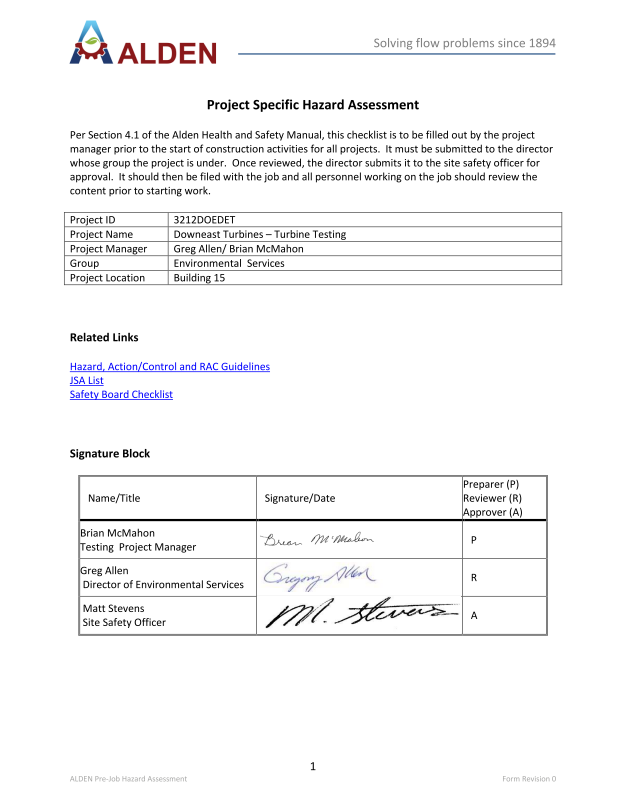 ALDEN
Solving flow problems since 1894
Project Specific Hazard Assessment
Per Section 4.1 of the Alden Health and Safety Manual, this checklist is to be filled out by the project
manager prior to the start of construction activities for all projects. It must be submitted to the director
whose group the project is under. Once reviewed, the director submits it to the site safety officer for
approval. It should then be filed with the job and all personnel working on the job should review the
content prior to starting work.
Project ID 3212DOEDET
Project Name Downeast Turbines – Turbine Testing
Project Manager Greg Allen/ Brian McMahon
Group Environmental Services
Project Location Building 15
Related Links
Hazard, Action/Control and RAC Guidelines
JSA List
Safety Board Checklist
Signature Block
Name/Title
Signature/Date
Preparer (P)
Reviewer (R)
Approver (A)
Brian McMahon
Testing Project Manager
Brian McMahon
P
Greg Allen
Director of Environmental Services
Gregory Allen
R
Matt Stevens
Site Safety Officer
M. Stevens
A
1
ALDEN Pre-Job Hazard Assessment
Form Revision 0